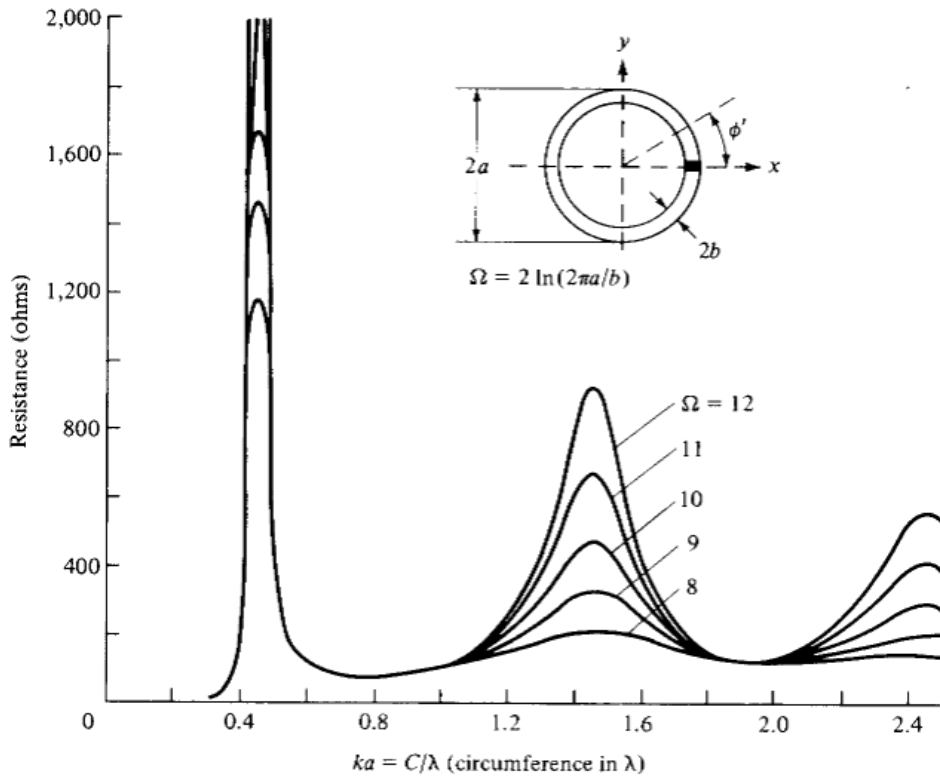 2,000
1,600
1,200
800
400
0
0.4
0.8
1.2
1.6
2.0
2.4
Resistance (ohms)
ka = C/λ (circumference in λ)
y
x
ϕ′
2a
2b
Ω = 2 ln(2πa/b)
Ω = 12
11
10
9
8